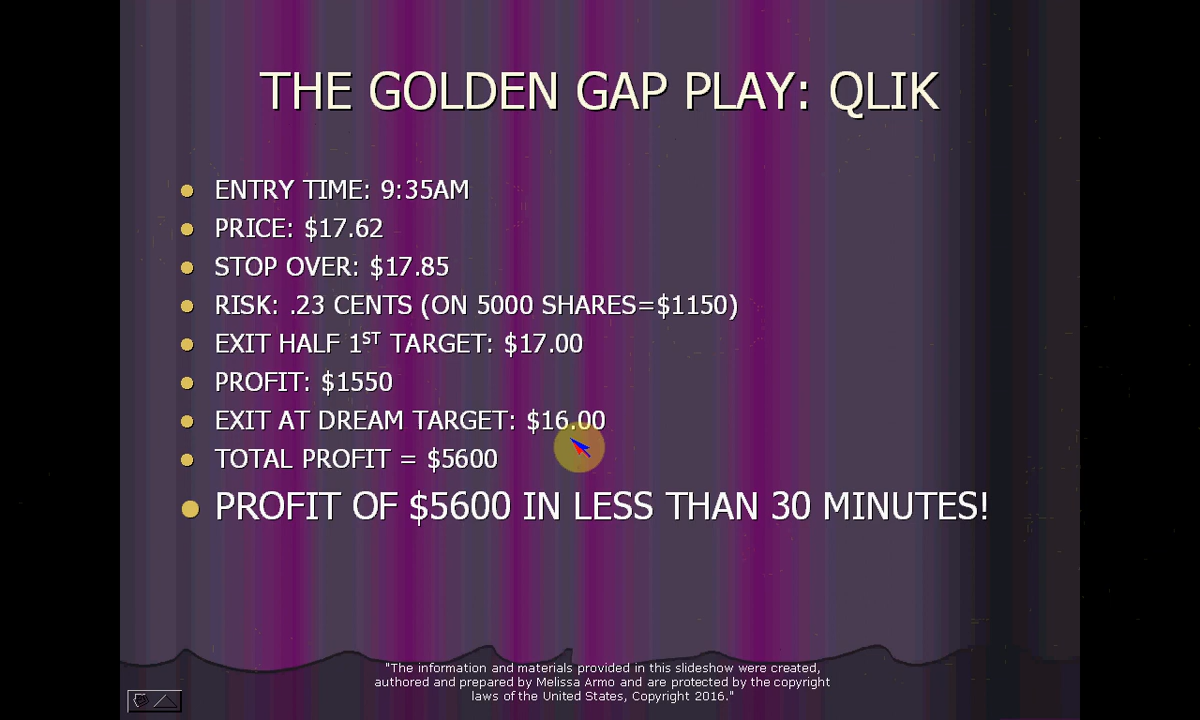 THE GOLDEN GAP PLAY: QLIK
ENTRY TIME: 9:35AM
PRICE: $17.62
STOP OVER: $17.85
RISK: .23 CENTS (ON 5000 SHARES=$1150)
EXIT HALF 1ST TARGET: $17.00
PROFIT: $1550
EXIT AT DREAM TARGET: $16.00
TOTAL PROFIT = $5600
PROFIT OF $5600 IN LESS THAN 30 MINUTES!
"The information and materials provided in this slideshow were created,
authored and prepared by Melissa Armo and are protected by the copyright
laws of the United States, Copyright 2016."